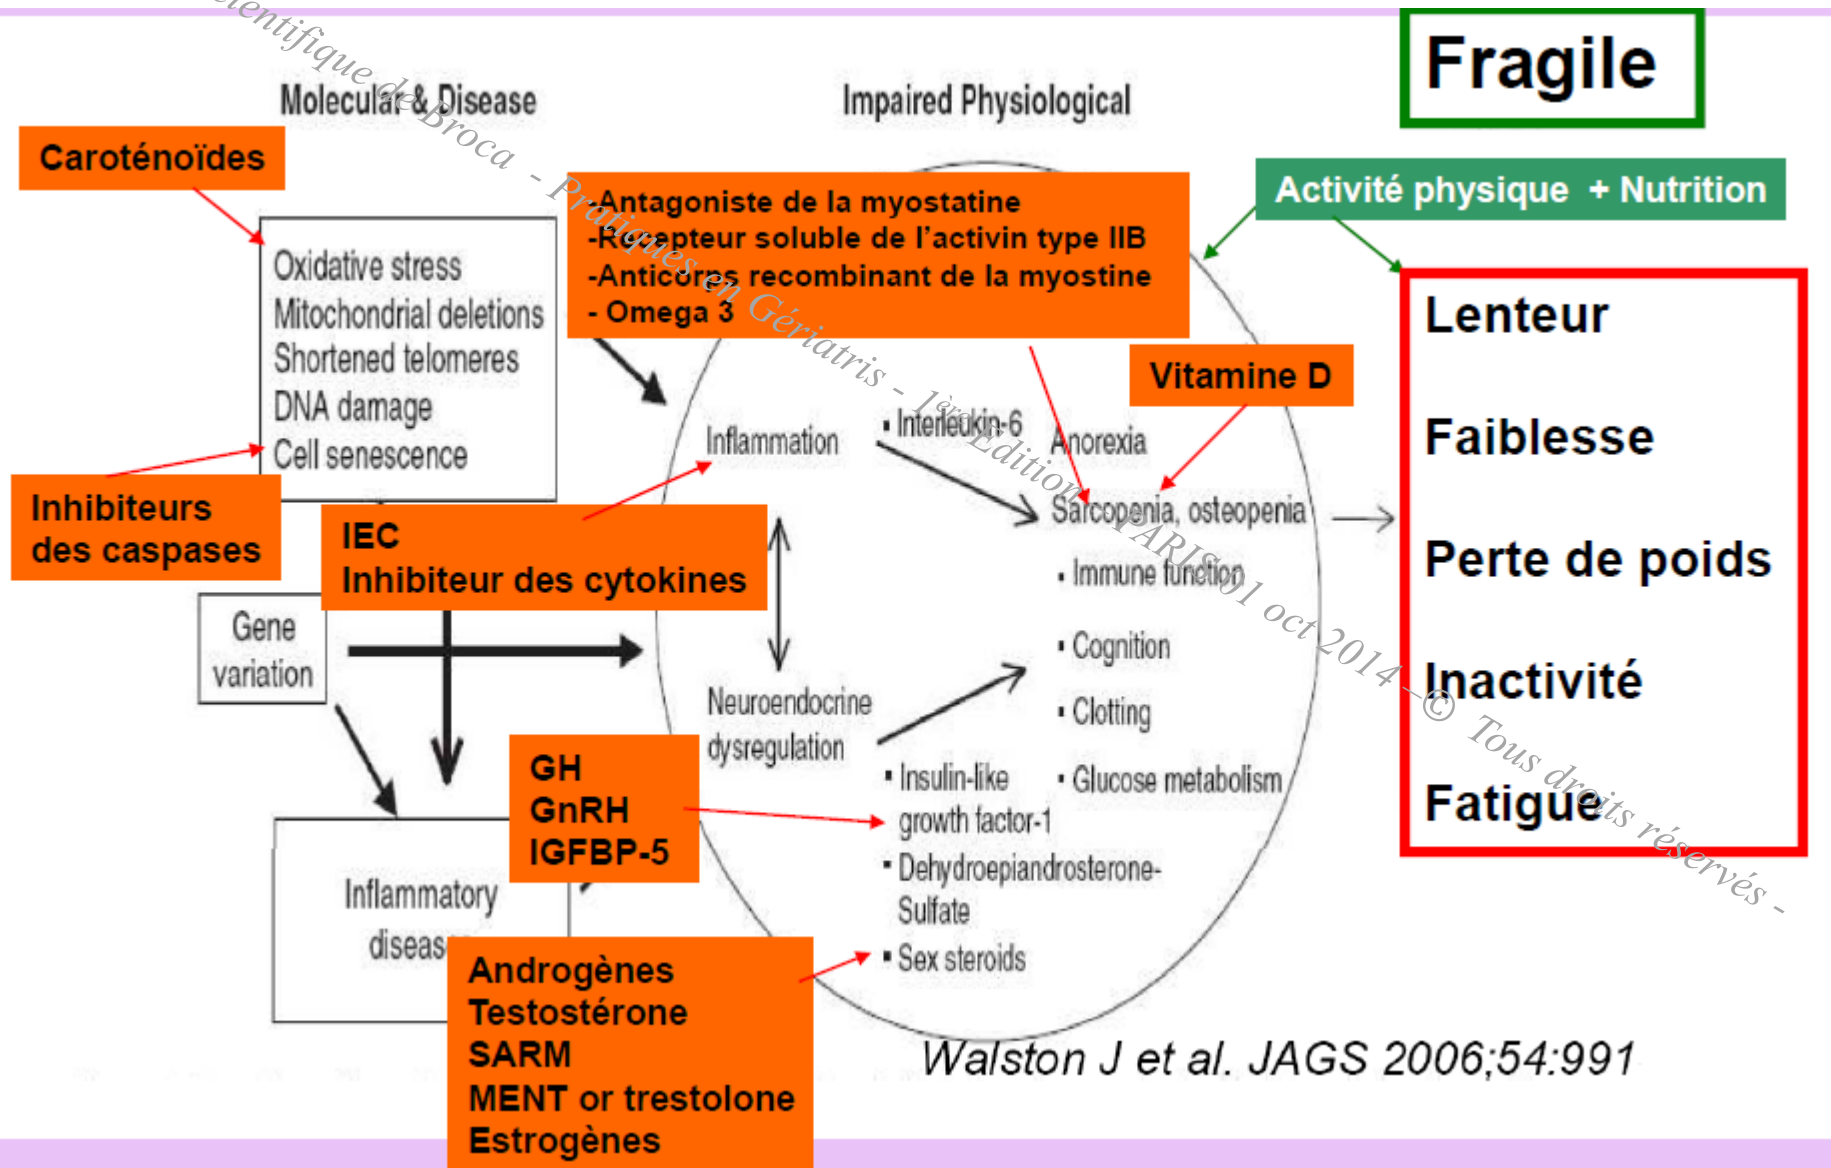 Fragile
Molecular & Disease
Impaired Physiological
Caroténoïdes
Activité physique + Nutrition
-Antagoniste de la myostatine
-Récepteur soluble de l'activin type IIB
-Anticorps recombinant de la myostine
- Omega 3
Oxidative stress
Mitochondrial deletions
Shortened telomeres
DNA damage
Cell senescence
Vitamine D
Lenteur
Faiblesse
Perte de poids
Inactivité
Fatigue
Inflammation
▪ Interleukin-6
Anorexia
Sarcopenia, osteopenia
▪ Immune function
▪ Cognition
▪ Clotting
▪ Glucose metabolism
Inhibiteurs
des caspases
IEC
Inhibiteur des cytokines
Gene
variation
Neuroendocrine
dysregulation
GH
GnRH
IGFBP-5
▪ Insulin-like
growth factor-1
▪ Dehydroepiandrosterone-
Sulfate
▪ Sex steroids
Inflammatory
diseas
Androgènes
Testostérone
SARM
MENT or trestolone
Estrogènes
Walston J et al. JAGS 2006;54:991
entifique de Broca - Pratiques en Gériatris - 1ère Edition PARIS 01 oct 2014 - © Tous droits réservés -